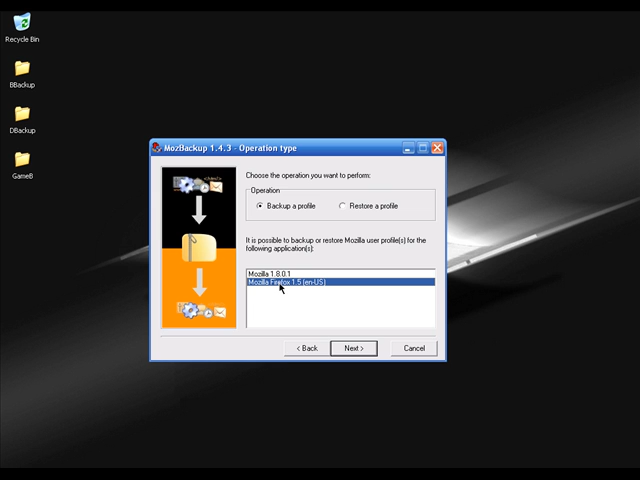 Recycle Bin
BBackup
DBackup
GameB
MozBackup 1.4.3 - Operation type
Choose the operation you want to perform:
Operation
Backup a profile
Restore a profile
It is possible to backup or restore Mozilla user profile(s) for the
following application(s):
Mozilla 1.8.0.1
Mozilla Firefox 1.5 (en-US)
< Back
Next >
Cancel